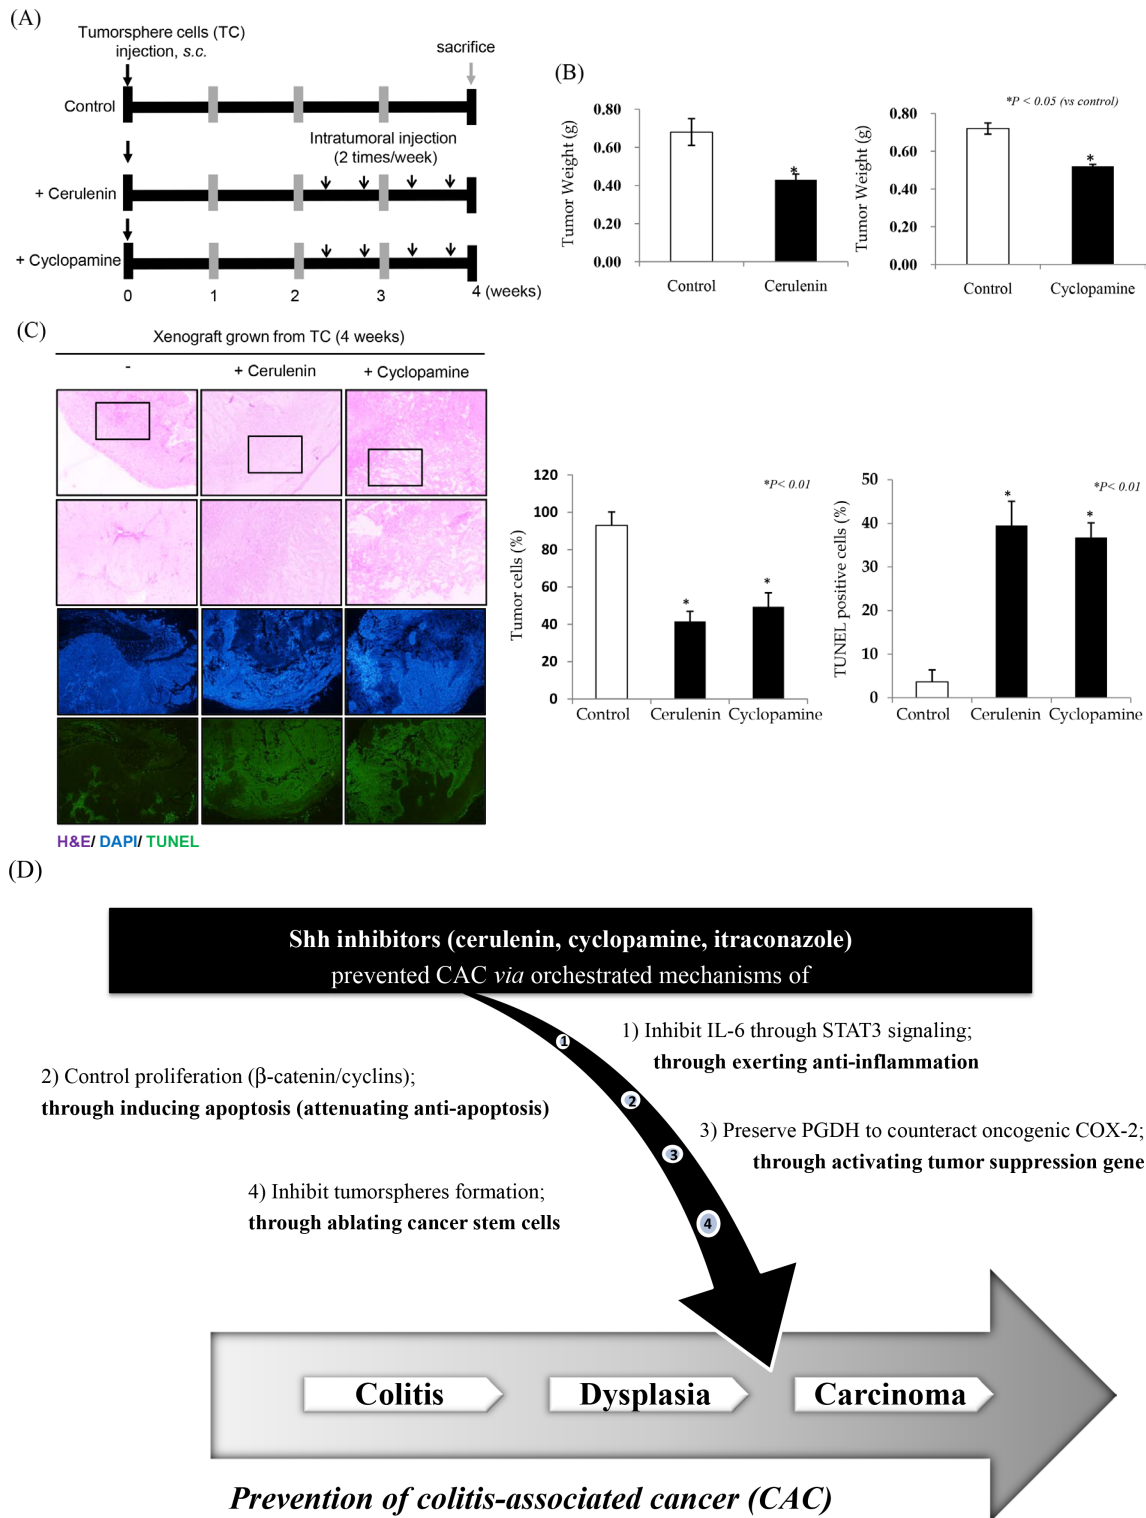 (A)
Tumorsphere cells (TC)
injection, s.c.
sacrifice
Control
Intratumoral injection
(2 times/week)
+ Cerulenin
+ Cyclopamine
0
1
2
3
4 (weeks)
(B)
Tumor Weight (g)
0.80
0.60
0.40
0.20
0.00
*
Control
Cerulenin
*P < 0.05 (vs control)
Tumor Weight (g)
0.80
0.60
0.40
0.20
0.00
*
Control
Cyclopamine
(C)
Xenograft grown from TC (4 weeks)
-
+ Cerulenin
+ Cyclopamine
H&E/ DAPI/ TUNEL
Tumor cells (%)
120
100
80
60
40
20
0
*P< 0.01
*
*
Control
Cerulenin
Cyclopamine
TUNEL positive cells (%)
50
40
30
20
10
0
*P< 0.01
*
*
Control
Cerulenin
Cyclopamine
(D)
Shh inhibitors (cerulenin, cyclopamine, itraconazole)
prevented CAC via orchestrated mechanisms of
1) Inhibit IL-6 through STAT3 signaling;
through exerting anti-inflammation
2) Control proliferation (β-catenin/cyclins);
through inducing apoptosis (attenuating anti-apoptosis)
3) Preserve PGDH to counteract oncogenic COX-2;
through activating tumor suppression gene
4) Inhibit tumorspheres formation;
through ablating cancer stem cells
1
2
3
4
Colitis
Dysplasia
Carcinoma
Prevention of colitis-associated cancer (CAC)